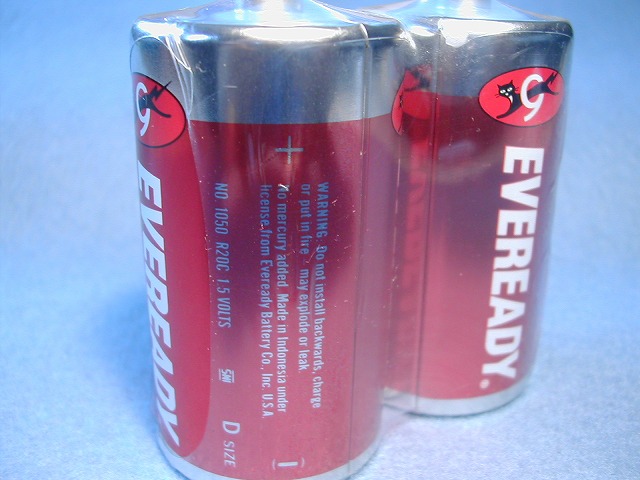 9
EVEREADY
+
WARNING: Do not install backwards, charge
or put in fire may explode or leak.
No mercury added. Made in Indonesia under
license from Eveready Battery Co., Inc. U.S.A.
NO. 1050 R20C 1.5 VOLTS
D SIZE
(–)
9
EVEREADY®